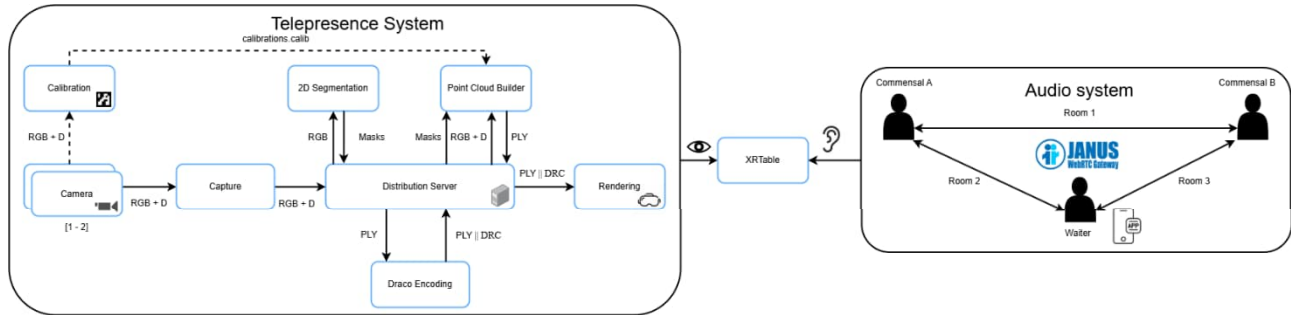 Telepresence System
calibrations.calib
Calibration
2D Segmentation
Point Cloud Builder
RGB + D
RGB
Masks
Masks
RGB + D
PLY
Camera
RGB + D
Capture
RGB + D
Distribution Server
PLY || DRC
Rendering
[1 - 2]
PLY
PLY || DRC
Draco Encoding
XRTable
Audio system
Commensal A
Commensal B
Room 1
JANUS
WebRTC Gateway
Room 2
Room 3
Waiter
APP